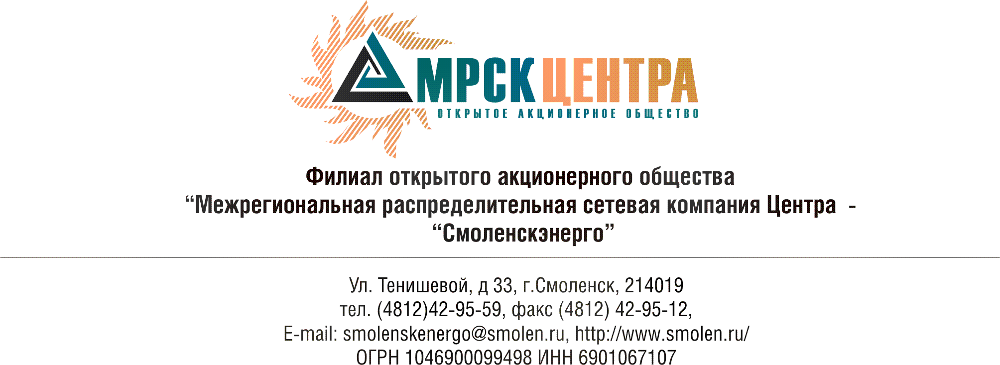 МРСК ЦЕНТРА
ОТКРЫТОЕ АКЦИОНЕРНОЕ ОБЩЕСТВО
Филиал открытого акционерного общества
“Межрегиональная распределительная сетевая компания Центра -
“Смоленскэнерго”
Ул. Тенишевой, д 33, г.Смоленск, 214019
тел. (4812)42-95-59, факс (4812) 42-95-12,
E-mail: smolenskenergo@smolen.ru, http://www.smolen.ru/
ОГРН 1046900099498 ИНН 6901067107